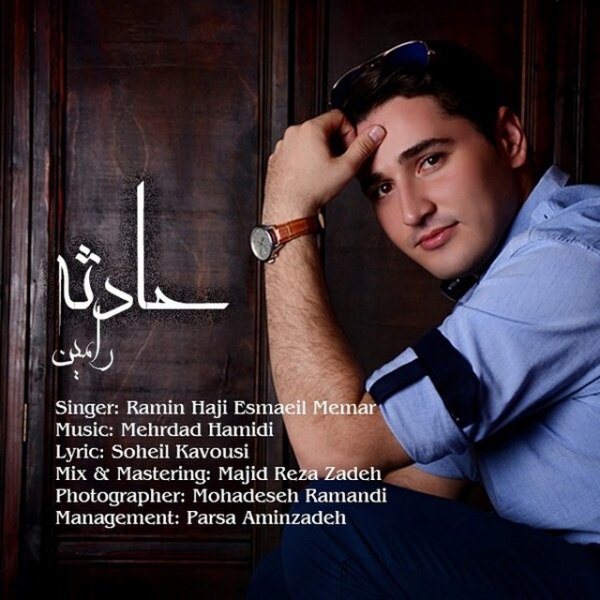 حادثه
رامین
Singer: Ramin Haji Esmaeil Memar
Music: Mehrdad Hamidi
Lyric: Soheil Kavousi
Mix & Mastering: Majid Reza Zadeh
Photographer: Mohadeseh Ramandi
Management: Parsa Aminzadeh